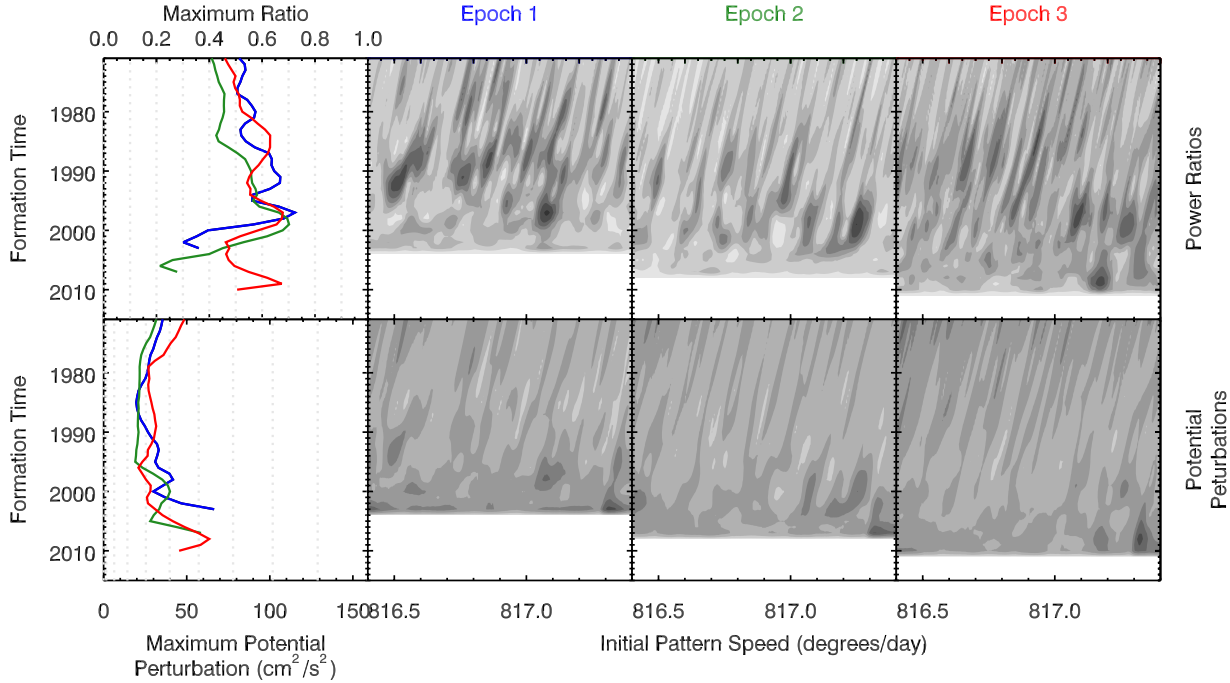 Maximum Ratio Epoch 1 Epoch 2 Epoch 3
0.0 0.2 0.4 0.6 0.8 1.0
Formation Time
1980
1990
2000
2010
Power Ratios
Formation Time
1980
1990
2000
2010
Potential
Peturbations
0 50 100 150 816.5 817.0 816.5 817.0 816.5 817.0
Maximum Potential
Perturbation (cm²/s²)
Initial Pattern Speed (degrees/day)